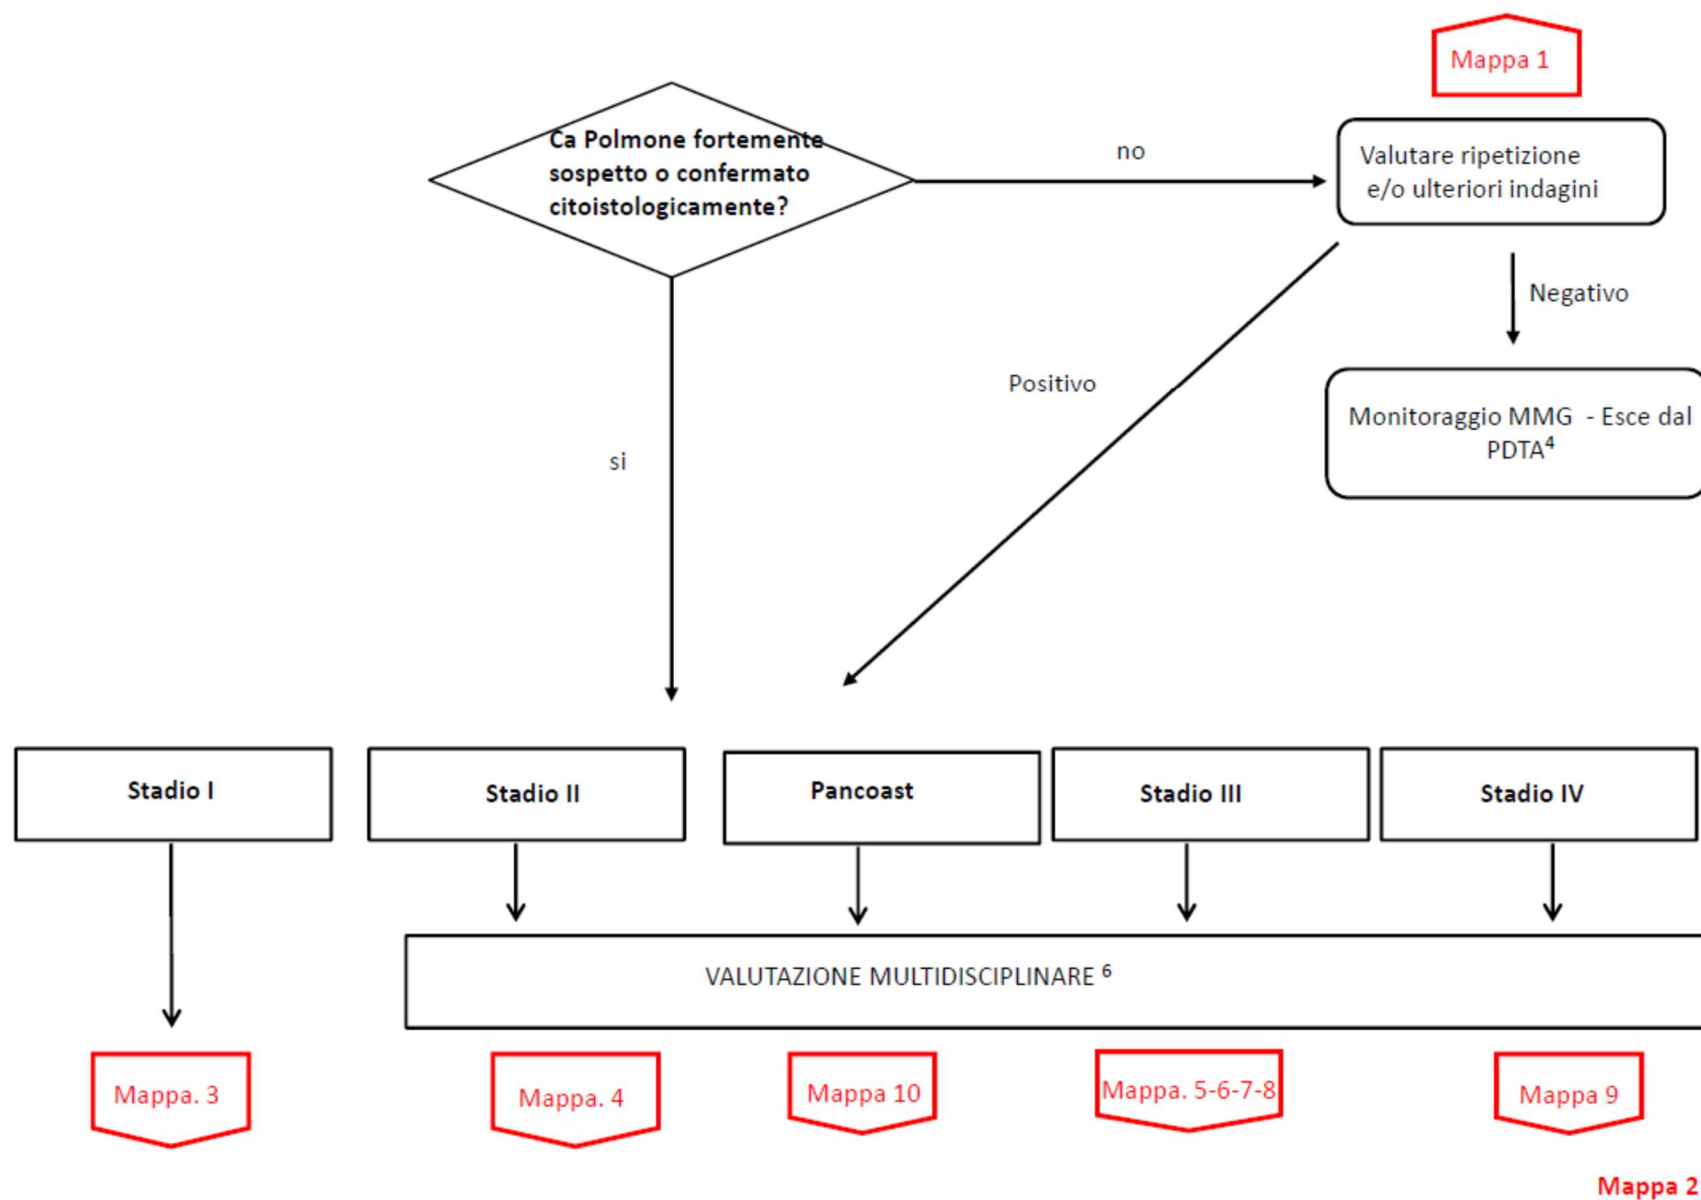 Mappa 1
Ca Polmone fortemente
sospetto o confermato
citoistologicamente?
no
Valutare ripetizione
e/o ulteriori indagini
Negativo
Positivo
Monitoraggio MMG - Esce dal
PDTA⁴
si
Stadio I
Stadio II
Pancoast
Stadio III
Stadio IV
VALUTAZIONE MULTIDISCIPLINARE ⁶
Mappa. 3
Mappa. 4
Mappa 10
Mappa. 5-6-7-8
Mappa 9
Mappa 2